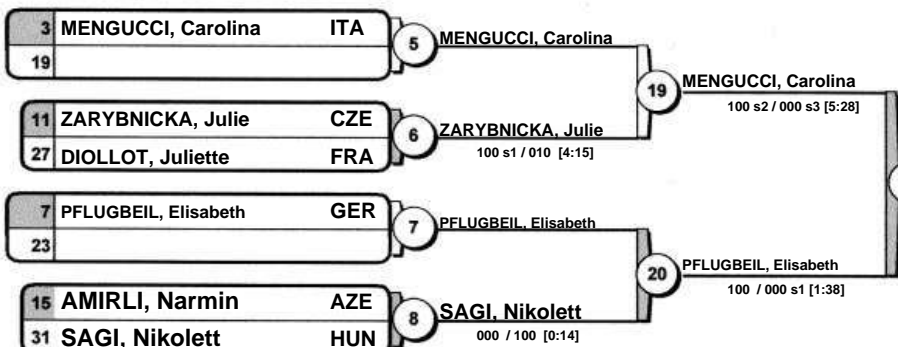 3 MENGUCCI, Carolina ITA
19
5
MENGUCCI, Carolina
11 ZARYBNICKA, Julie CZE
27 DIOLLOT, Juliette FRA
6
ZARYBNICKA, Julie
100 s1 / 010 [4:15]
19
MENGUCCI, Carolina
100 s2 / 000 s3 [5:28]
7 PFLUGBEIL, Elisabeth GER
23
7
PFLUGBEIL, Elisabeth
15 AMIRLI, Narmin AZE
31 SAGI, Nikolett HUN
8
SAGI, Nikolett
000 / 100 [0:14]
20
PFLUGBEIL, Elisabeth
100 / 000 s1 [1:38]